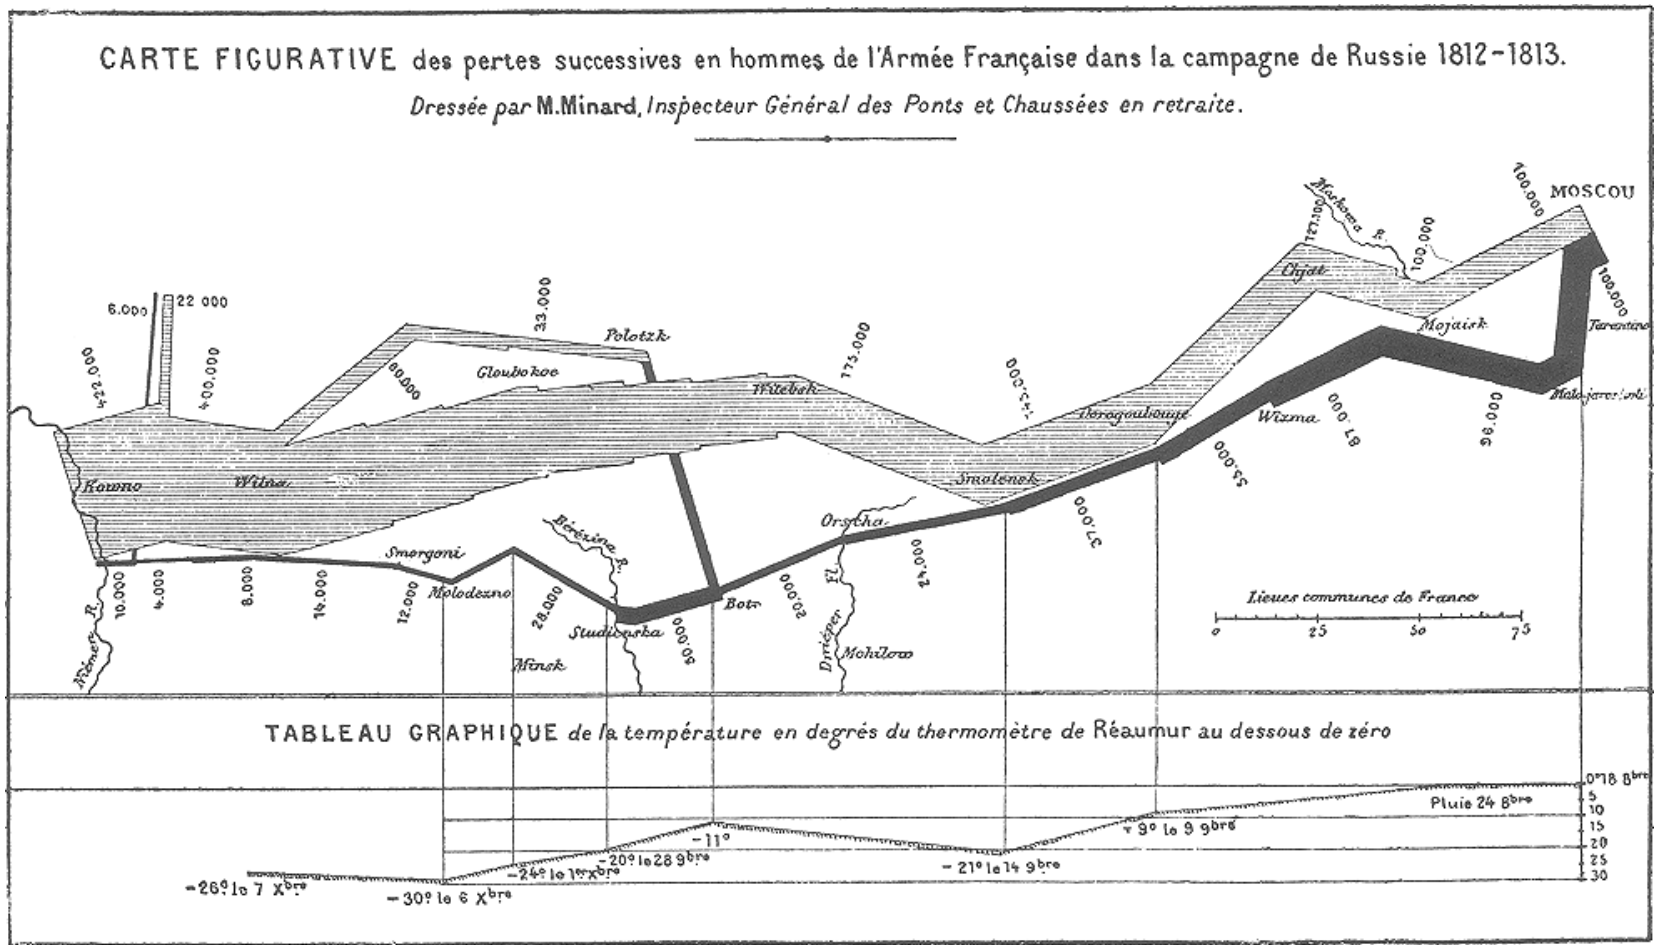 CARTE FIGURATIVE des pertes successives en hommes de l'Armée Française dans la campagne de Russie 1812-1813.
Dressée par M. Minard, Inspecteur Général des Ponts et Chaussées en retraite.
MOSCOU
100.000
Moskowa R.
127.100
100.000
100.000
Chjat
Mojaisk
Tarentino
Malo-jarosl
6.000
22 000
33.000
Polotzk
422.000
400.000
60.000
Gloubokoe
175.000
Witebsk
145.000
Dorogoubouge
Wizma
87.000
96.000
55.000
Kowno
Wilna
Smolensk
37.000
Orscha
24.000
Bérézina R.
Smorgoni
Molodezno
10.000
4.000
8.000
14.000
12.000
28.000
Studienska
50.000
Botr
20.000
Dniéper Fl.
Mohilow
Minsk
Niémen R.
Lieues communes de France
0 25 50 75
TABLEAU GRAPHIQUE de la température en degrés du thermomètre de Réaumur au dessous de zéro
0° 18 8bre
5
Pluie 24 8bre
10
15
20
25
30
- 9° le 9 9bre
-11°
- 21° le 14 9bre
-20° le 28 9bre
-24° le 1er Xbre
-26° le 7 Xbre
-30° le 6 Xbre